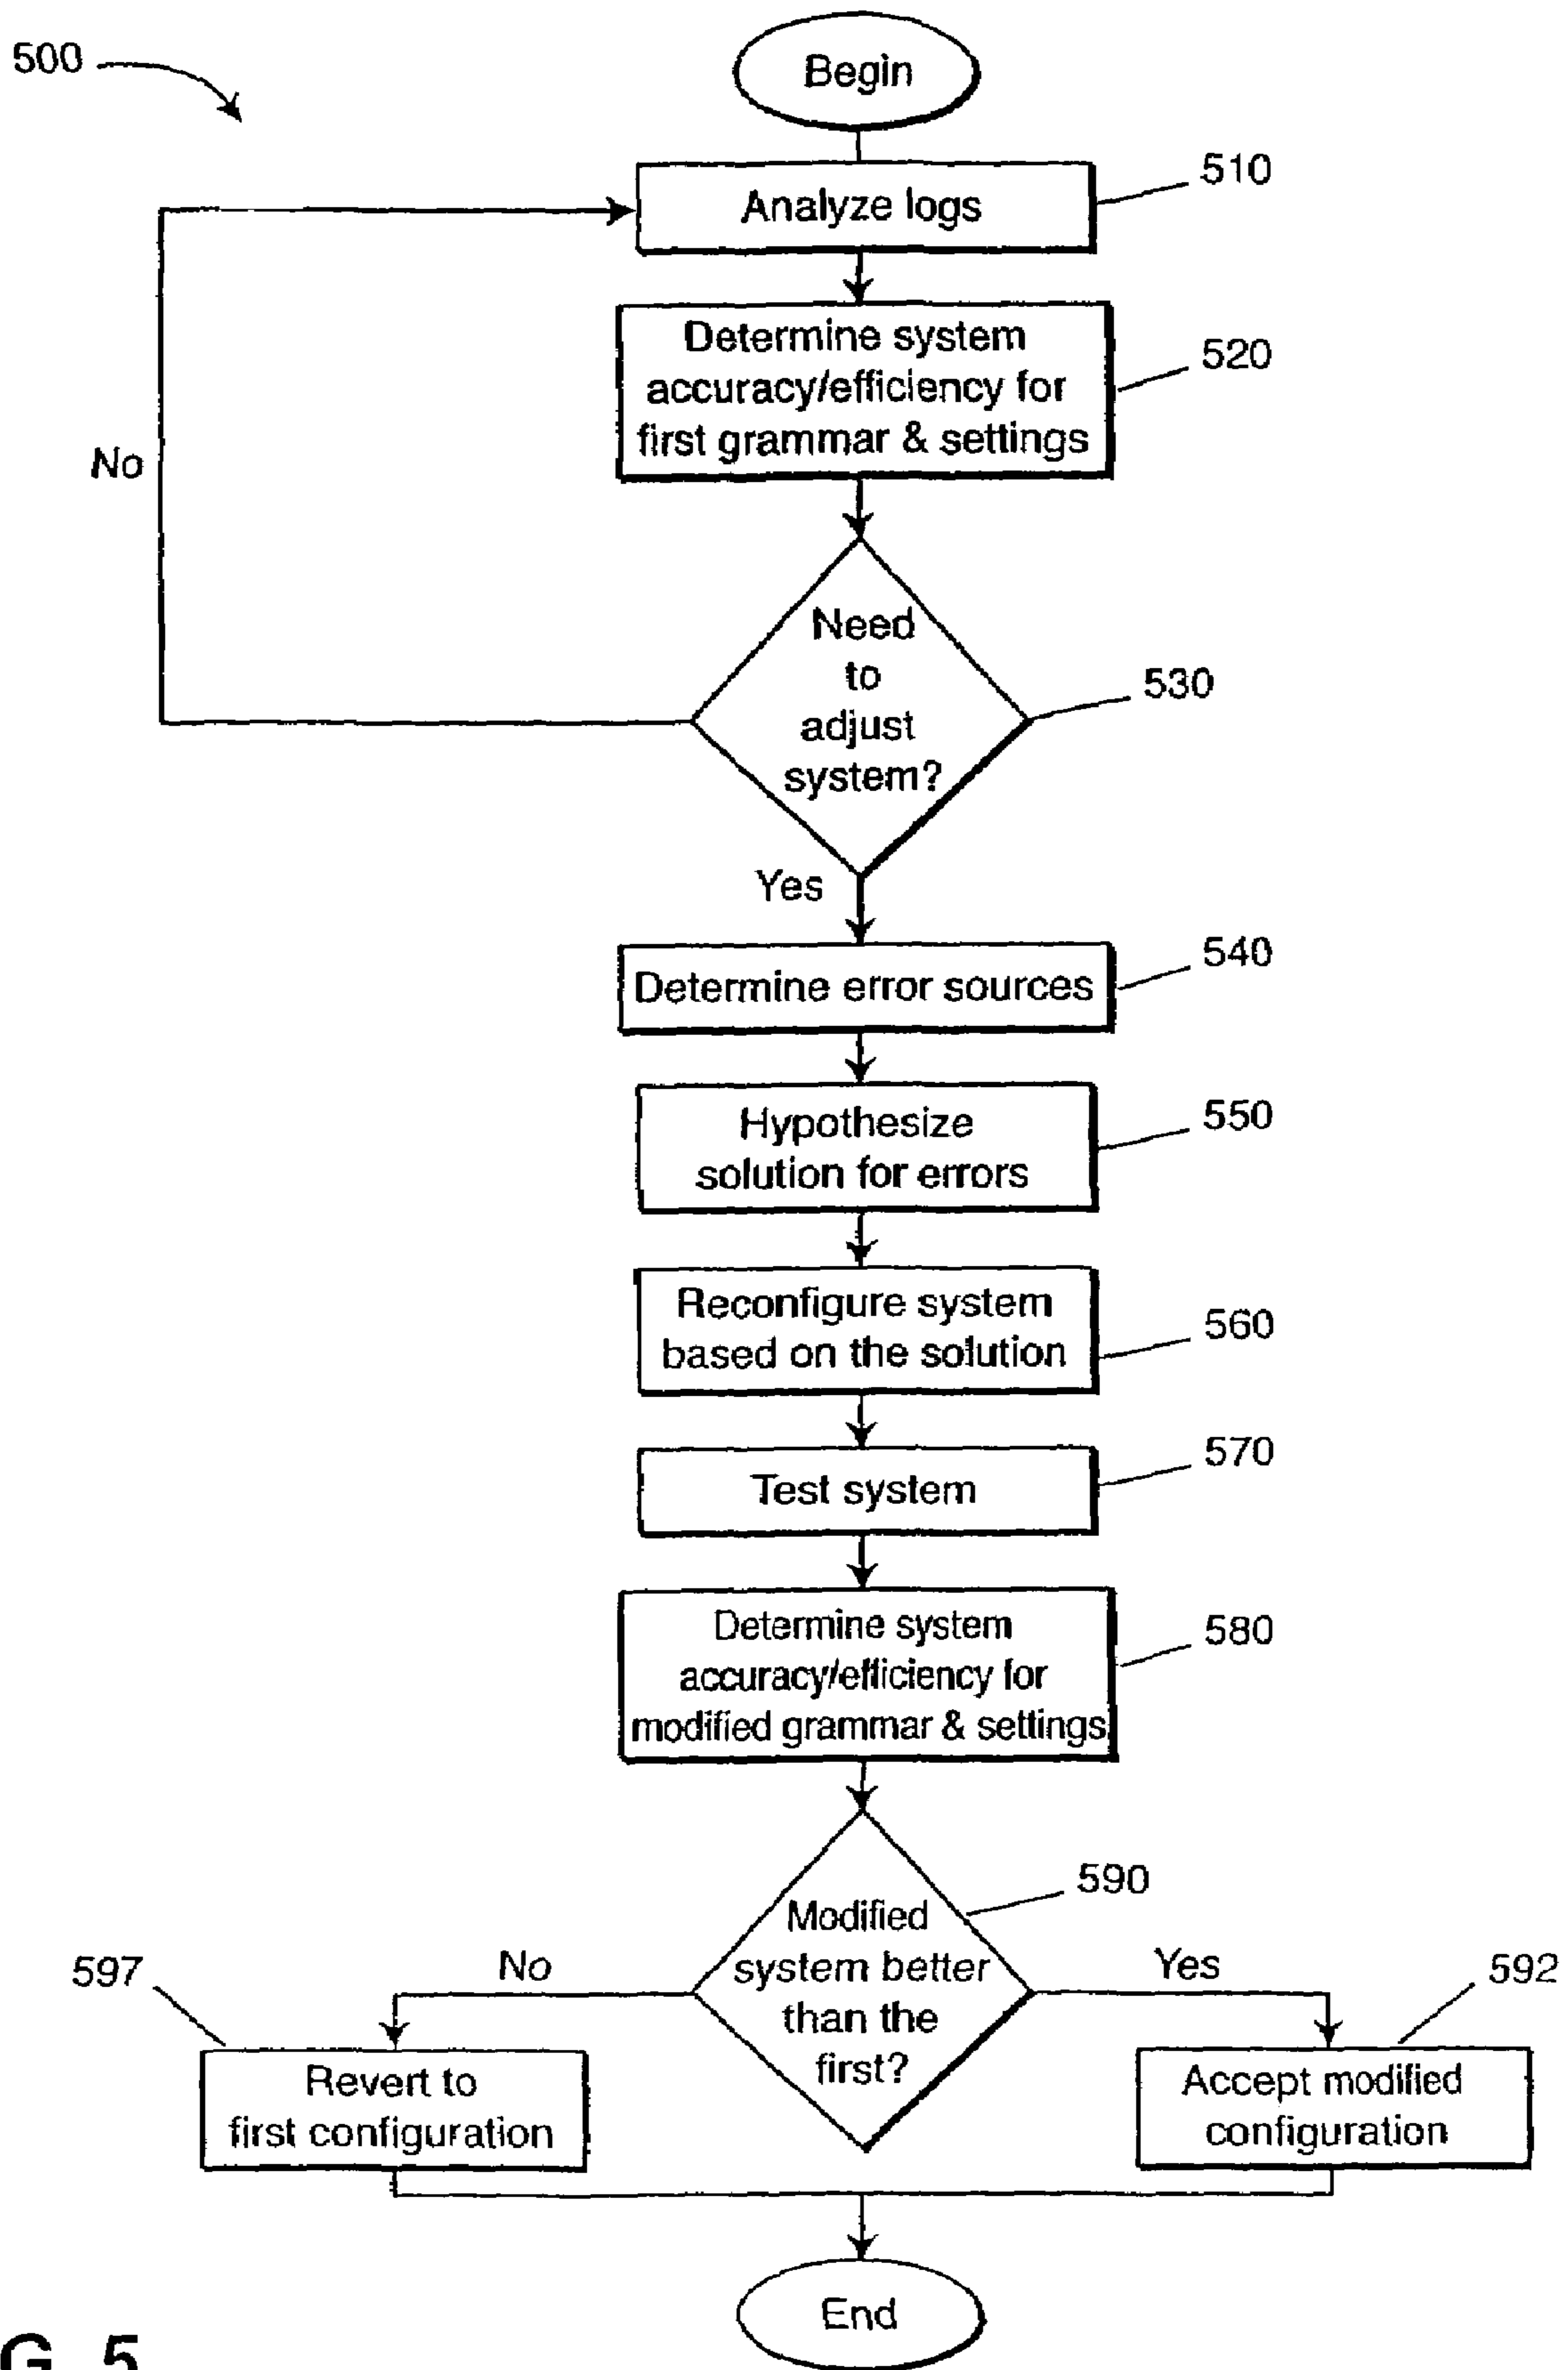 500
Begin
510
Analyze logs
Determine system
accuracy/efficiency for
first grammar & settings
520
No
Need
to
adjust
system?
530
Yes
540
Determine error sources
550
Hypothesize
solution for errors
Reconfigure system
based on the solution
560
570
Test system
Determine system
accuracy/efficiency for
modified grammar & settings
580
590
Modified
system better
than the
first?
No
Yes
597
592
Revert to
first configuration
Accept modified
configuration
End
G. 5